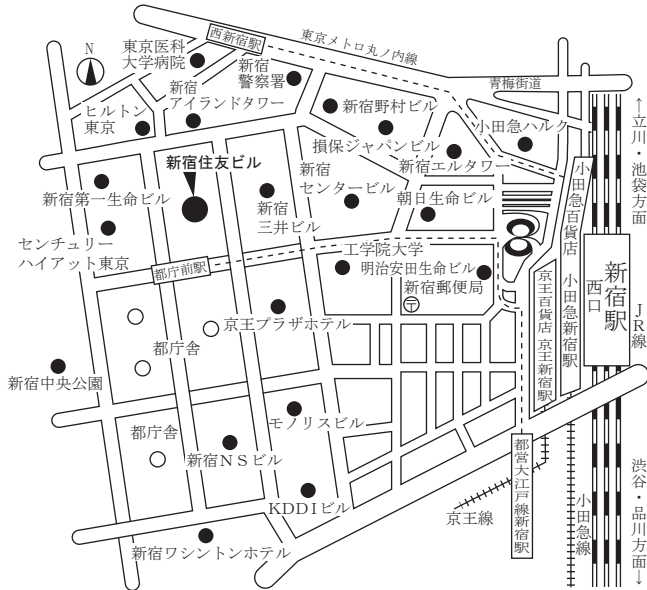 西新宿駅
東京メトロ丸ノ内線
N
東京医科
大学病院
新宿
警察署
青梅街道
新宿
アイランドタワー
新宿野村ビル
ヒルトン
東京
小田急ハルク
損保ジャパンビル
新宿エルタワー
新宿住友ビル
新宿
センタービル
新宿第一生命ビル
新宿
三井ビル
朝日生命ビル
センチュリー
ハイアット東京
工学院大学
明治安田生命ビル
新宿郵便局
〒
都庁前駅
京王プラザホテル
都庁舎
新宿中央公園
都庁舎
モノリスビル
新宿NSビル
KDDIビル
新宿ワシントンホテル
小田急百貨店
小田急新宿駅
京王百貨店
京王新宿駅
新宿駅
西口
JR線
←立川・池袋方面
渋谷・品川方面→
都営大江戸線新宿駅
京王線
小田急線